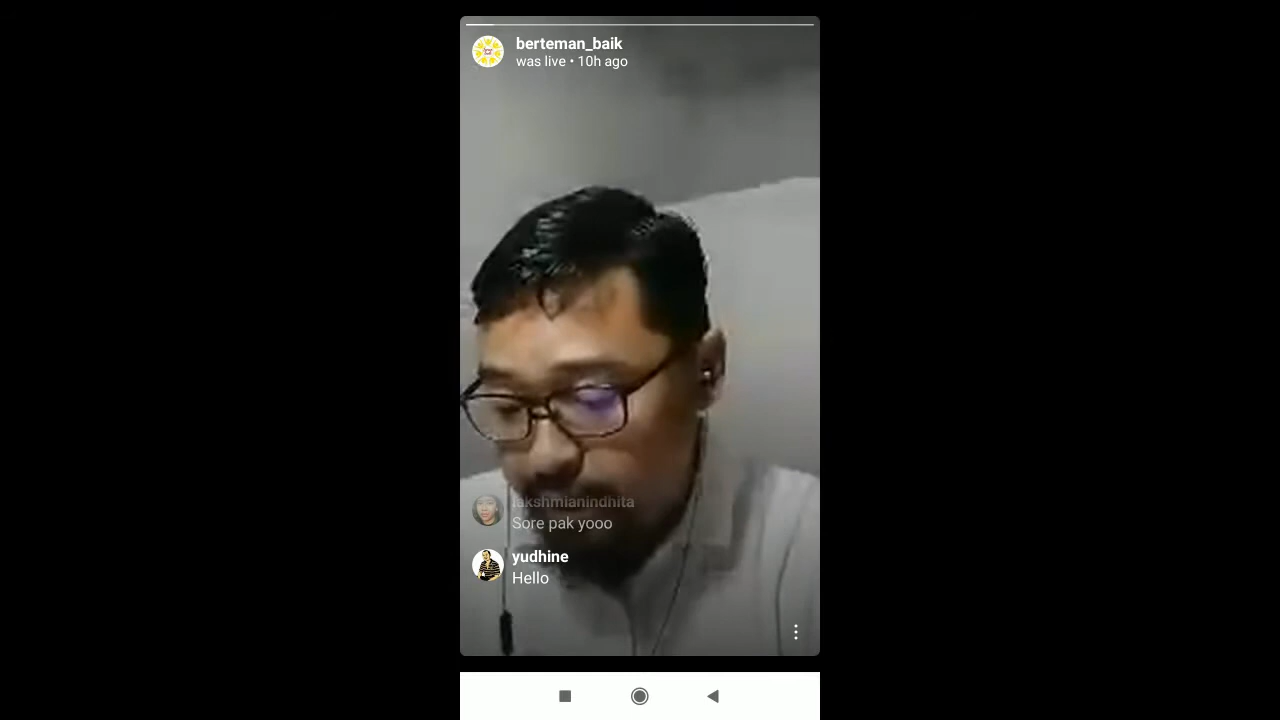 berteman_baik
was live • 10h ago
lakshmianindhita
Sore pak yooo
yudhine
Hello